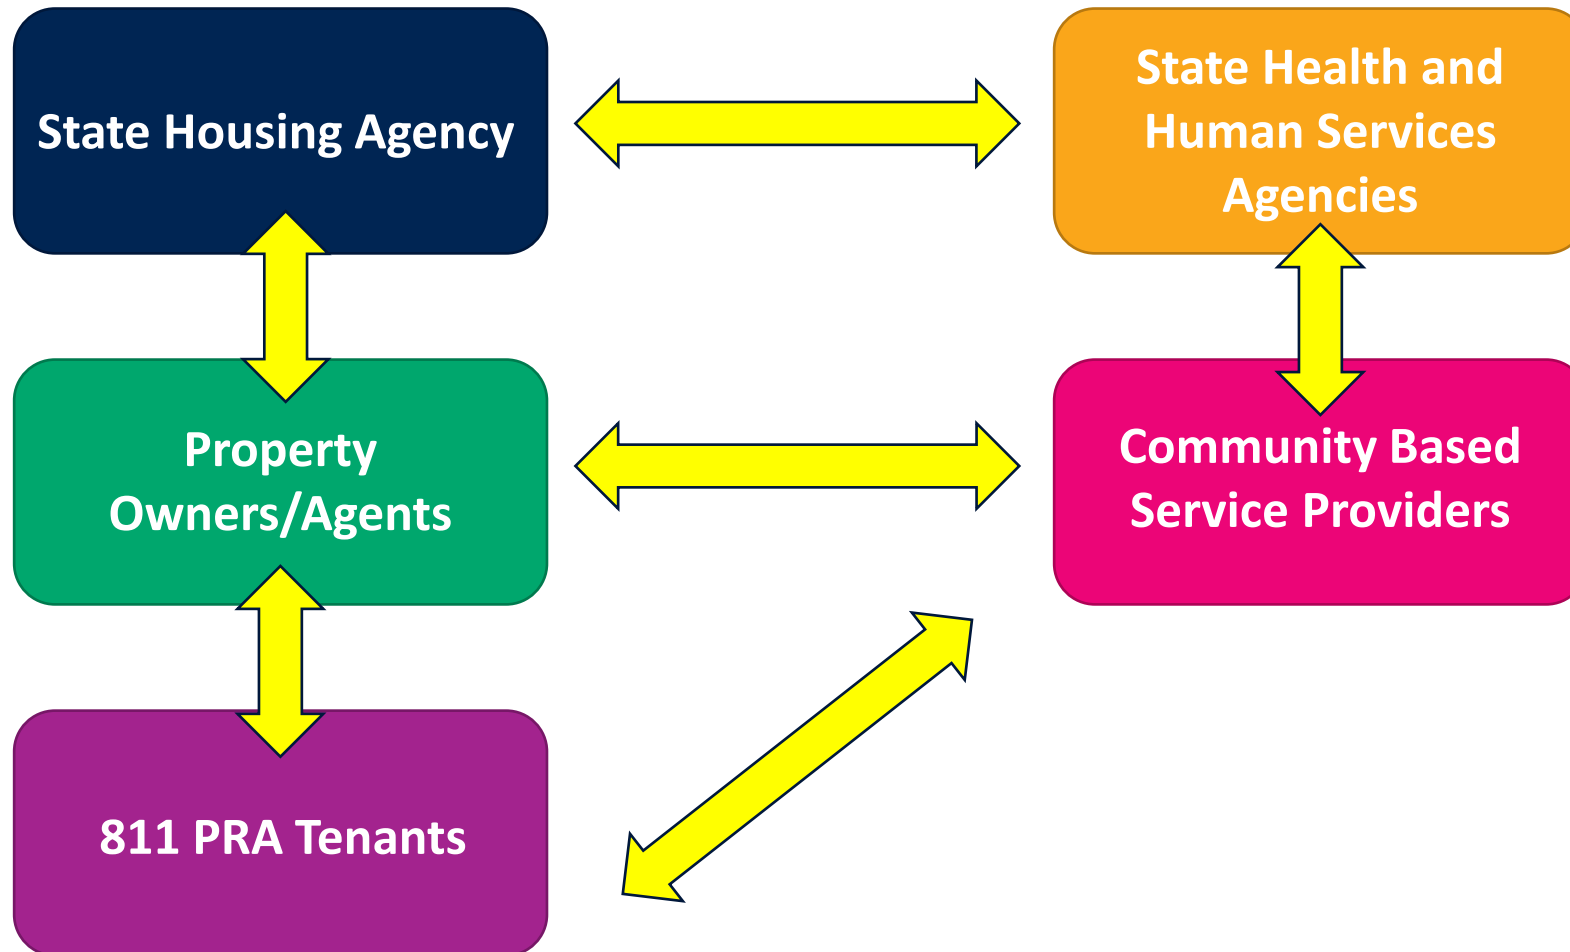 State Housing Agency
State Health and
Human Services
Agencies
Property
Owners/Agents
Community Based
Service Providers
811 PRA Tenants